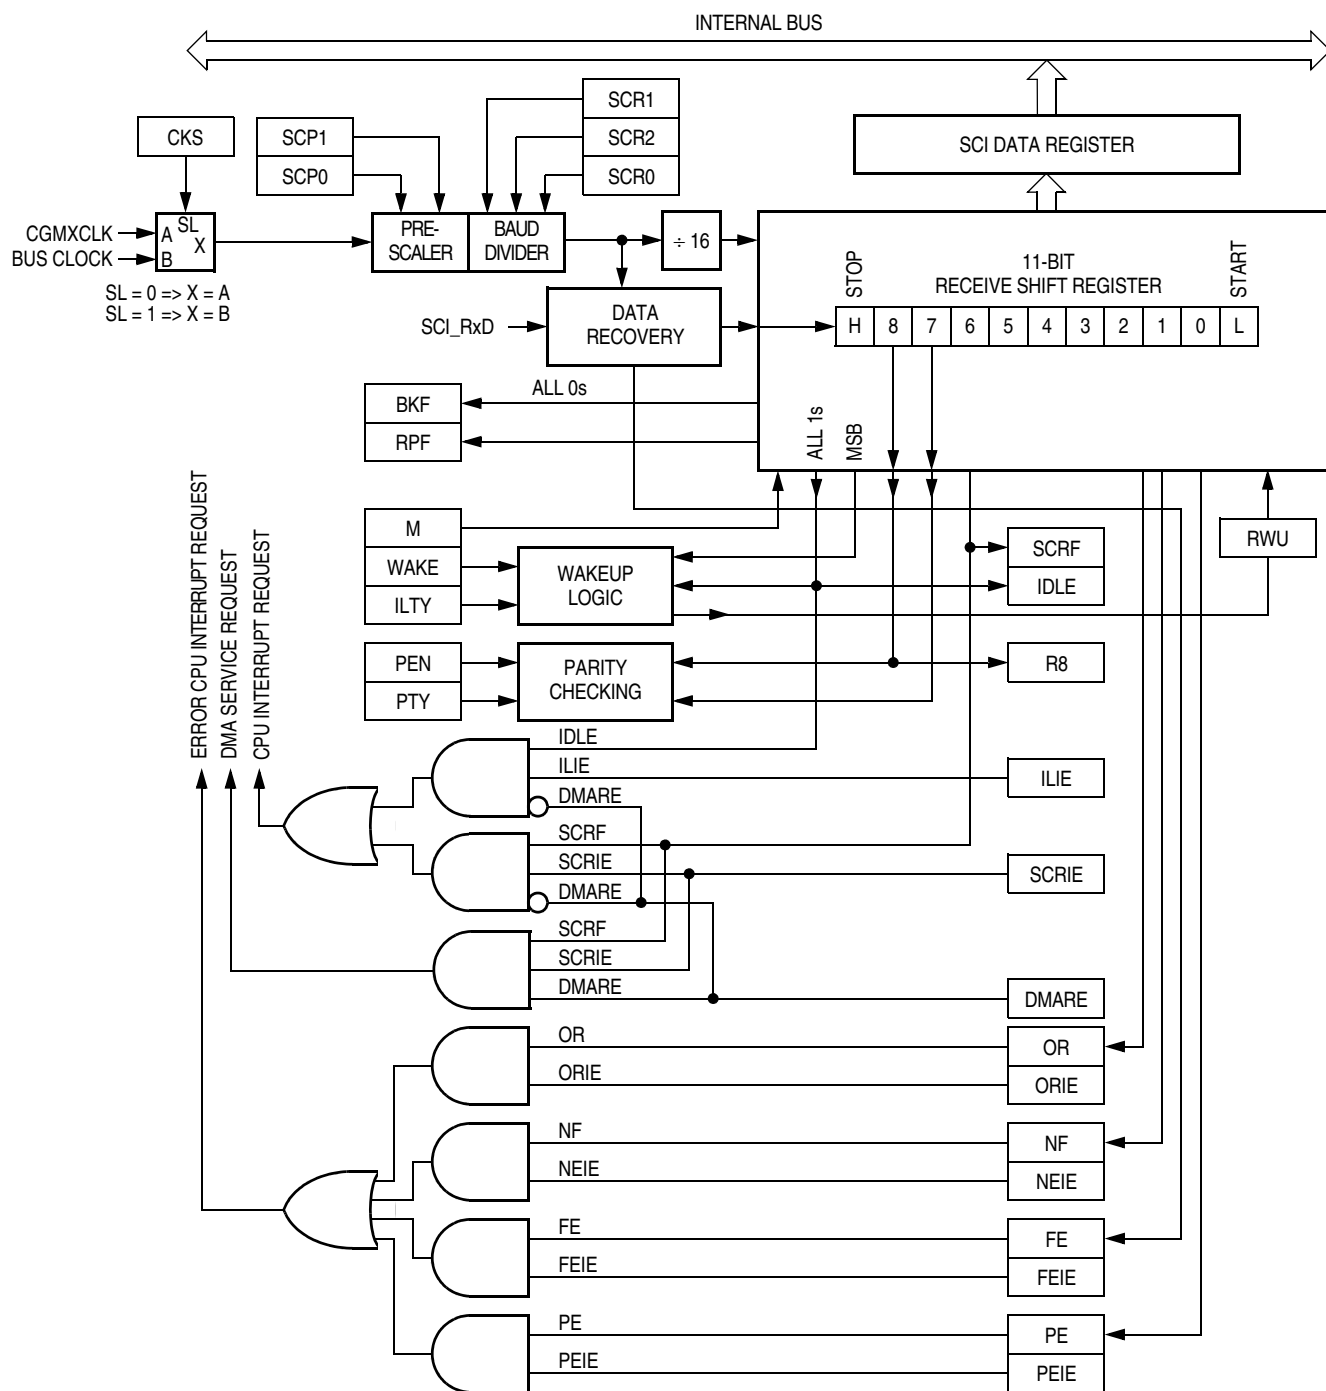 INTERNAL BUS
SCR1
CKS
SCP1
SCR2
SCI DATA REGISTER
SCP0
SCR0
SL
CGMXCLK
A
X
PRE-
SCALER
BAUD
DIVIDER
÷ 16
BUS CLOCK
B
SL = 0 => X = A
SL = 1 => X = B
STOP
11-BIT
RECEIVE SHIFT REGISTER
START
SCI_RxD
DATA
RECOVERY
H 8 7 6 5 4 3 2 1 0 L
ALL 0s
BKF
RPF
ALL 1s
MSB
M
WAKE
ILTY
WAKEUP
LOGIC
SCRF
IDLE
RWU
PEN
PTY
PARITY
CHECKING
R8
ERROR CPU INTERRUPT REQUEST
DMA SERVICE REQUEST
CPU INTERRUPT REQUEST
IDLE
ILIE
ILIE
DMARE
SCRF
SCRIE
SCRIE
DMARE
SCRF
SCRIE
DMARE
DMARE
OR
OR
ORIE
ORIE
NF
NF
NEIE
NEIE
FE
FE
FEIE
FEIE
PE
PE
PEIE
PEIE